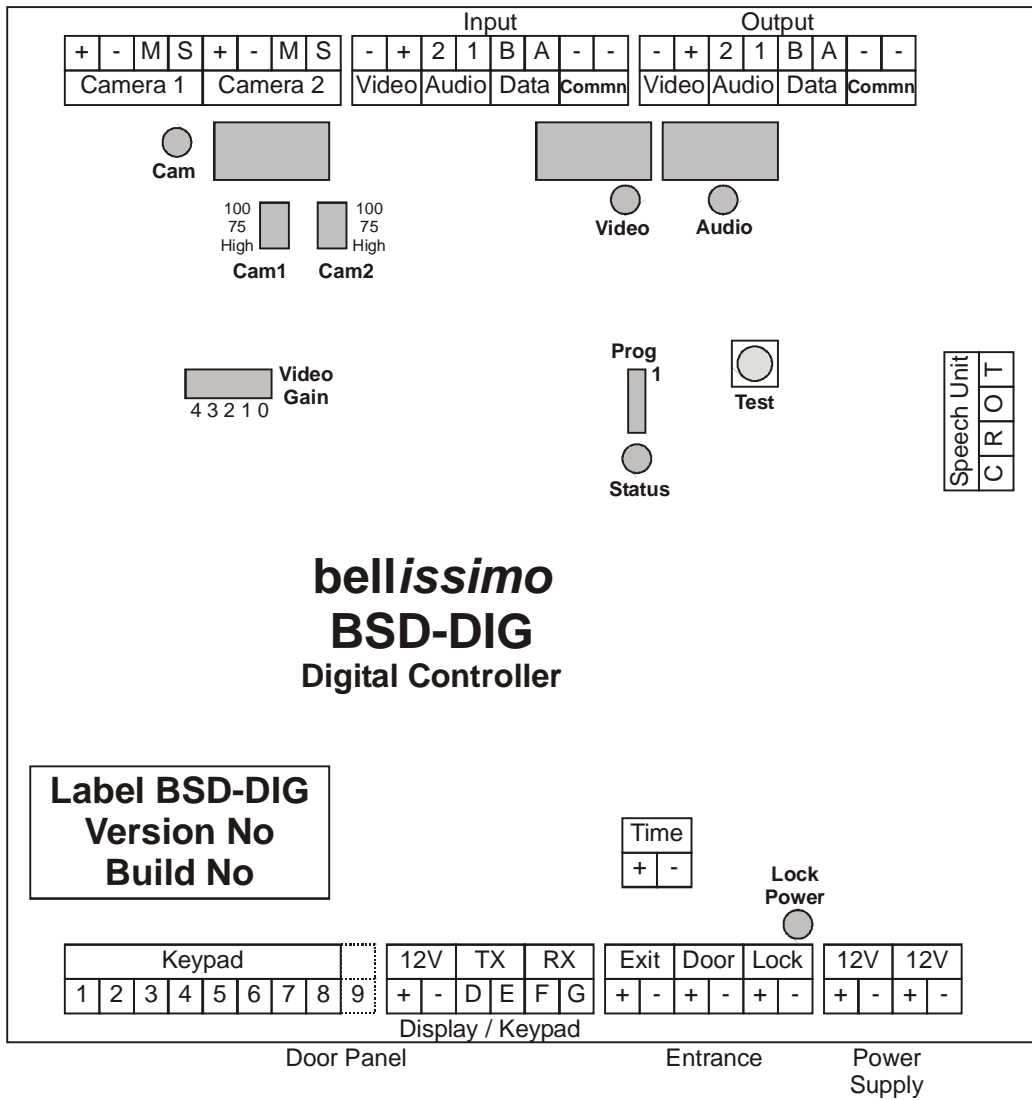 Input Output
+ - M S + - M S - + 2 1 B A - - - + 2 1 B A - -
Camera 1 Camera 2 Video Audio Data Commn Video Audio Data Commn
Cam
Video Audio
100 100
75 75
High High
Cam1 Cam2
Video
Gain
4 3 2 1 0
Prog
1
Test
Status
Speech Unit
C R O T
bellissimo
BSD-DIG
Digital Controller
Label BSD-DIG
Version No
Build No
Time
+ -
Lock
Power
Keypad 12V TX RX Exit Door Lock 12V 12V
1 2 3 4 5 6 7 8 9 + - D E F G + - + - + - + - + -
Display / Keypad
Door Panel Entrance Power
Supply